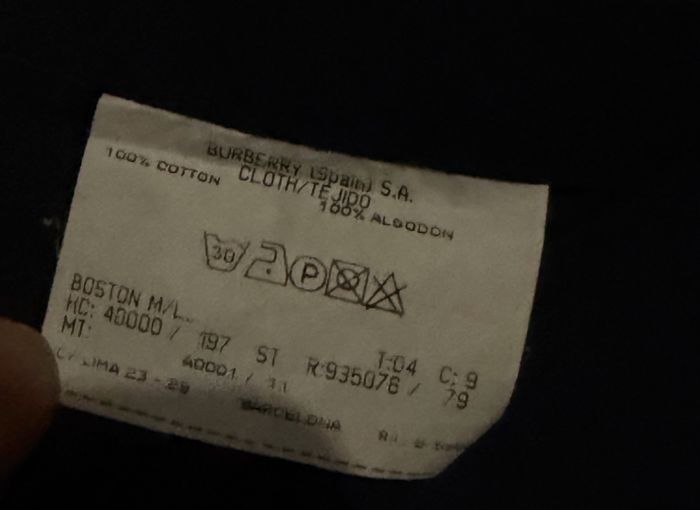 BURBERRY (Spain) S.A.
CLOTH/TEJIDO
100% COTTON 100% ALGODON
30 P
BOSTON M/L.
HC: 40000 / 197 ST T:04 C: 9
MT: 40001 / 31 R:935076 / 79
C/ LIMA 23 - 29 BARCELONA